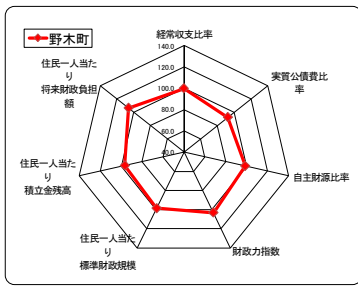 野木町
経常収支比率
140.0
120.0
100.0
80.0
60.0
40.0
実質公債費比
率
自主財源比率
財政力指数
住民一人当た
り
標準財政規模
住民一人当た
り
積立金残高
住民一人当た
り
将来財政負担
額